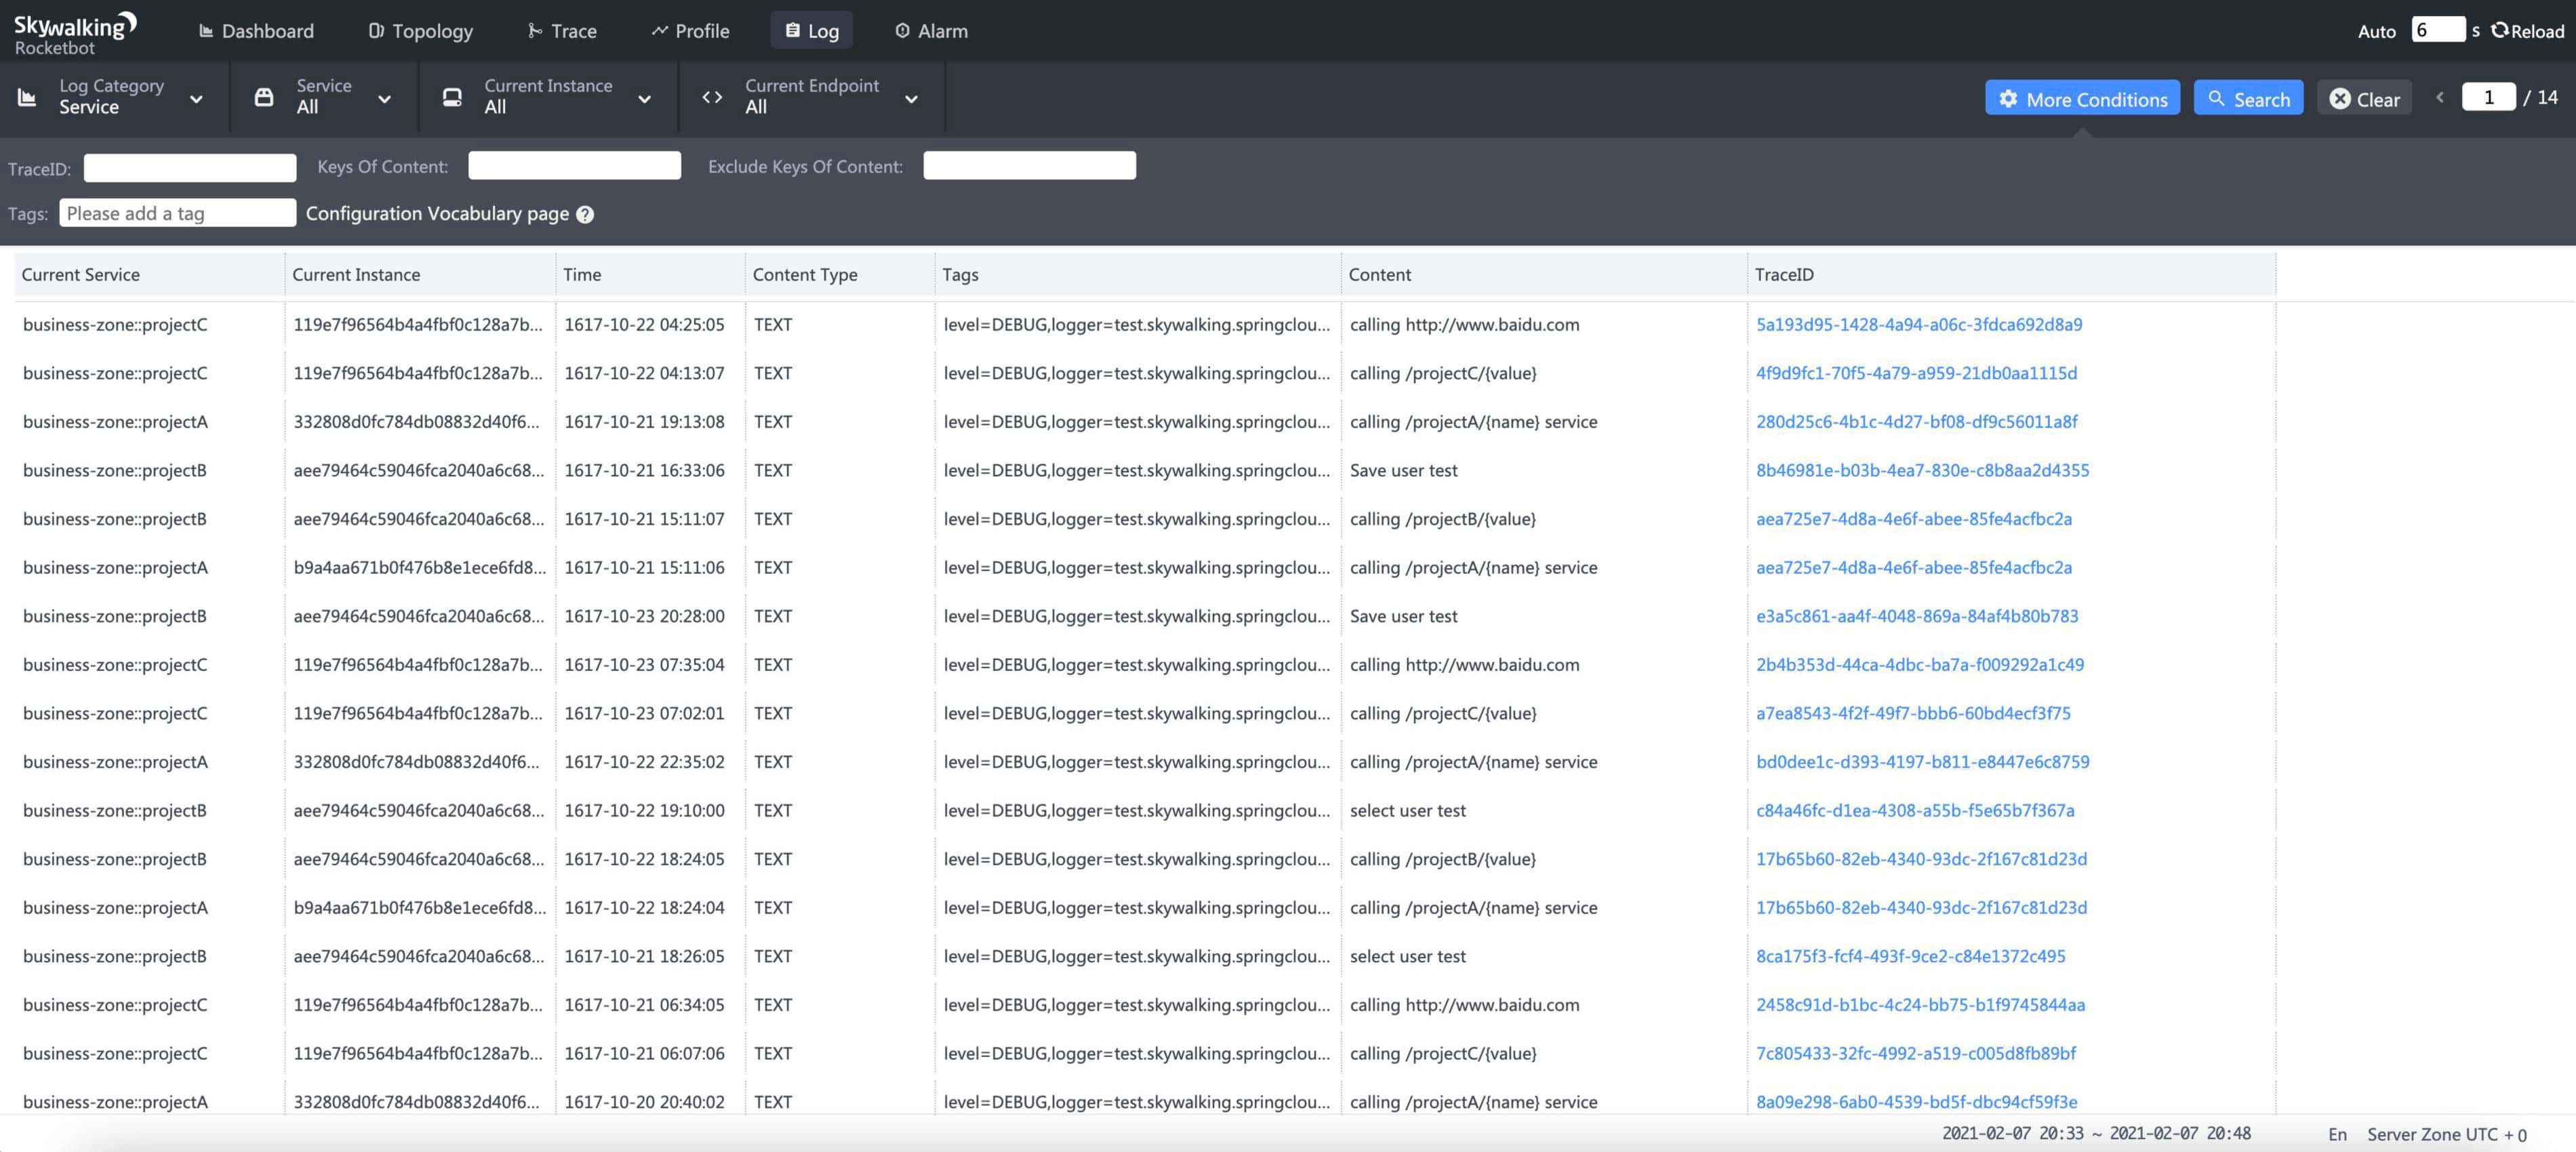 Skywalking
Rocketbot
Dashboard Topology Trace Profile Log Alarm Auto 6 s Reload
Log Category Service Current Instance Current Endpoint
Service All All All More Conditions Search Clear 1 / 14
TraceID: Keys Of Content: Exclude Keys Of Content:
Tags: Please add a tag Configuration Vocabulary page ?
Current Service Current Instance Time Content Type Tags Content TraceID
business-zone::projectC 119e7f96564b4a4fbf0c128a7b... 1617-10-22 04:25:05 TEXT level=DEBUG,logger=test.skywalking.springclou... calling http://www.baidu.com 5a193d95-1428-4a94-a06c-3fdca692d8a9
business-zone::projectC 119e7f96564b4a4fbf0c128a7b... 1617-10-22 04:13:07 TEXT level=DEBUG,logger=test.skywalking.springclou... calling /projectC/{value} 4f9d9fc1-70f5-4a79-a959-21db0aa1115d
business-zone::projectA 332808d0fc784db08832d40f6... 1617-10-21 19:13:08 TEXT level=DEBUG,logger=test.skywalking.springclou... calling /projectA/{name} service 280d25c6-4b1c-4d27-bf08-df9c56011a8f
business-zone::projectB aee79464c59046fca2040a6c68... 1617-10-21 16:33:06 TEXT level=DEBUG,logger=test.skywalking.springclou... Save user test 8b46981e-b03b-4ea7-830e-c8b8aa2d4355
business-zone::projectB aee79464c59046fca2040a6c68... 1617-10-21 15:11:07 TEXT level=DEBUG,logger=test.skywalking.springclou... calling /projectB/{value} aea725e7-4d8a-4e6f-abee-85fe4acfbc2a
business-zone::projectA b9a4aa671b0f476b8e1ece6fd8... 1617-10-21 15:11:06 TEXT level=DEBUG,logger=test.skywalking.springclou... calling /projectA/{name} service aea725e7-4d8a-4e6f-abee-85fe4acfbc2a
business-zone::projectB aee79464c59046fca2040a6c68... 1617-10-23 20:28:00 TEXT level=DEBUG,logger=test.skywalking.springclou... Save user test e3a5c861-aa4f-4048-869a-84af4b80b783
business-zone::projectC 119e7f96564b4a4fbf0c128a7b... 1617-10-23 07:35:04 TEXT level=DEBUG,logger=test.skywalking.springclou... calling http://www.baidu.com 2b4b353d-44ca-4dbc-ba7a-f009292a1c49
business-zone::projectC 119e7f96564b4a4fbf0c128a7b... 1617-10-23 07:02:01 TEXT level=DEBUG,logger=test.skywalking.springclou... calling /projectC/{value} a7ea8543-4f2f-49f7-bbb6-60bd4ecf3f75
business-zone::projectA 332808d0fc784db08832d40f6... 1617-10-22 22:35:02 TEXT level=DEBUG,logger=test.skywalking.springclou... calling /projectA/{name} service bd0dee1c-d393-4197-b811-e8447e6c8759
business-zone::projectB aee79464c59046fca2040a6c68... 1617-10-22 19:10:00 TEXT level=DEBUG,logger=test.skywalking.springclou... select user test c84a46fc-d1ea-4308-a55b-f5e65b7f367a
business-zone::projectB aee79464c59046fca2040a6c68... 1617-10-22 18:24:05 TEXT level=DEBUG,logger=test.skywalking.springclou... calling /projectB/{value} 17b65b60-82eb-4340-93dc-2f167c81d23d
business-zone::projectA b9a4aa671b0f476b8e1ece6fd8... 1617-10-22 18:24:04 TEXT level=DEBUG,logger=test.skywalking.springclou... calling /projectA/{name} service 17b65b60-82eb-4340-93dc-2f167c81d23d
business-zone::projectB aee79464c59046fca2040a6c68... 1617-10-21 18:26:05 TEXT level=DEBUG,logger=test.skywalking.springclou... select user test 8ca175f3-fcf4-493f-9ce2-c84e1372c495
business-zone::projectC 119e7f96564b4a4fbf0c128a7b... 1617-10-21 06:34:05 TEXT level=DEBUG,logger=test.skywalking.springclou... calling http://www.baidu.com 2458c91d-b1bc-4c24-bb75-b1f9745844aa
business-zone::projectC 119e7f96564b4a4fbf0c128a7b... 1617-10-21 06:07:06 TEXT level=DEBUG,logger=test.skywalking.springclou... calling /projectC/{value} 7c805433-32fc-4992-a519-c005d8fb89bf
business-zone::projectA 332808d0fc784db08832d40f6... 1617-10-20 20:40:02 TEXT level=DEBUG,logger=test.skywalking.springclou... calling /projectA/{name} service 8a09e298-6ab0-4539-bd5f-dbc94cf59f3e
2021-02-07 20:33 ~ 2021-02-07 20:48 En Server Zone UTC + 0